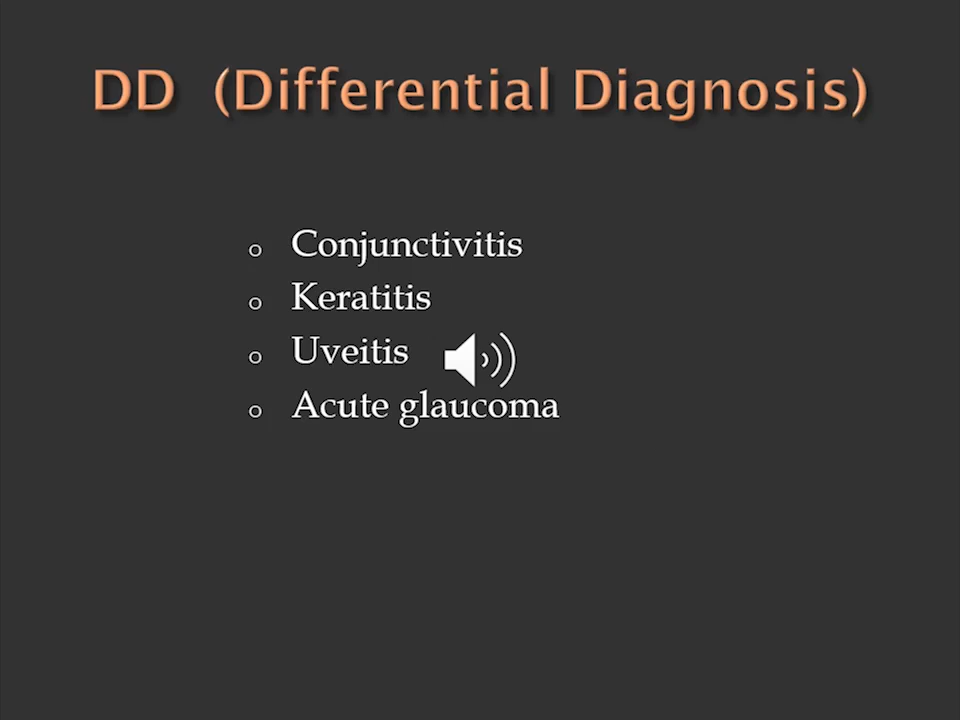 DD (Differential Diagnosis)
o Conjunctivitis
o Keratitis
o Uveitis
o Acute glaucoma